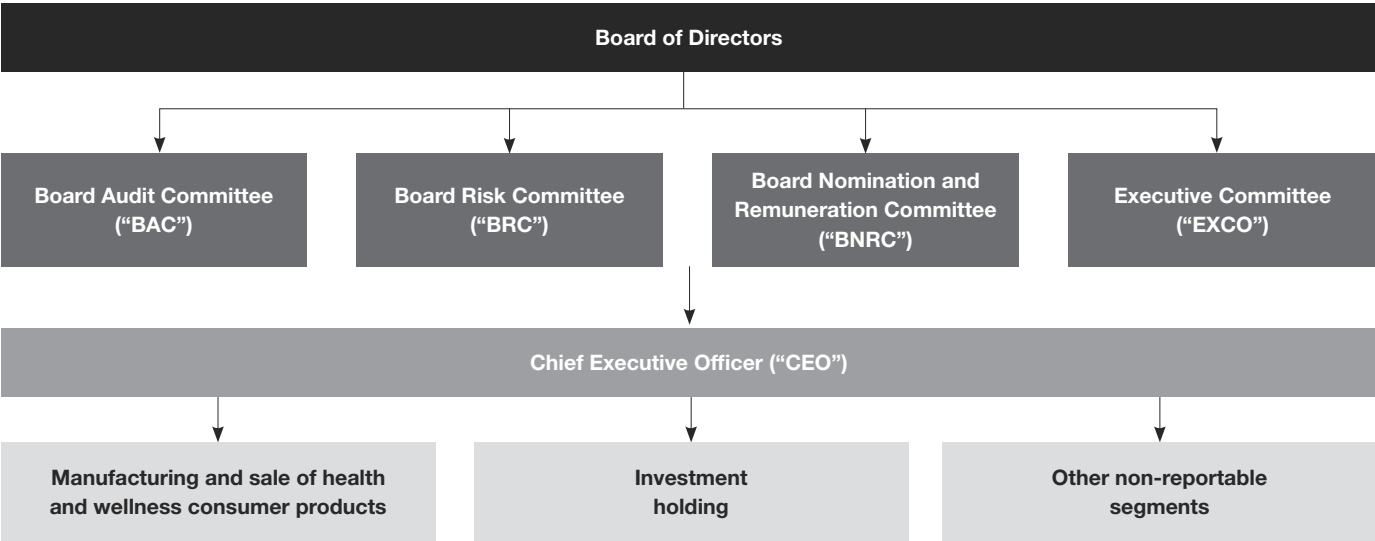 Board of Directors
Board Audit Committee
(“BAC”)
Board Risk Committee
(“BRC”)
Board Nomination and
Remuneration Committee
(“BNRC”)
Executive Committee
(“EXCO”)
Chief Executive Officer (“CEO”)
Manufacturing and sale of health
and wellness consumer products
Investment
holding
Other non-reportable
segments